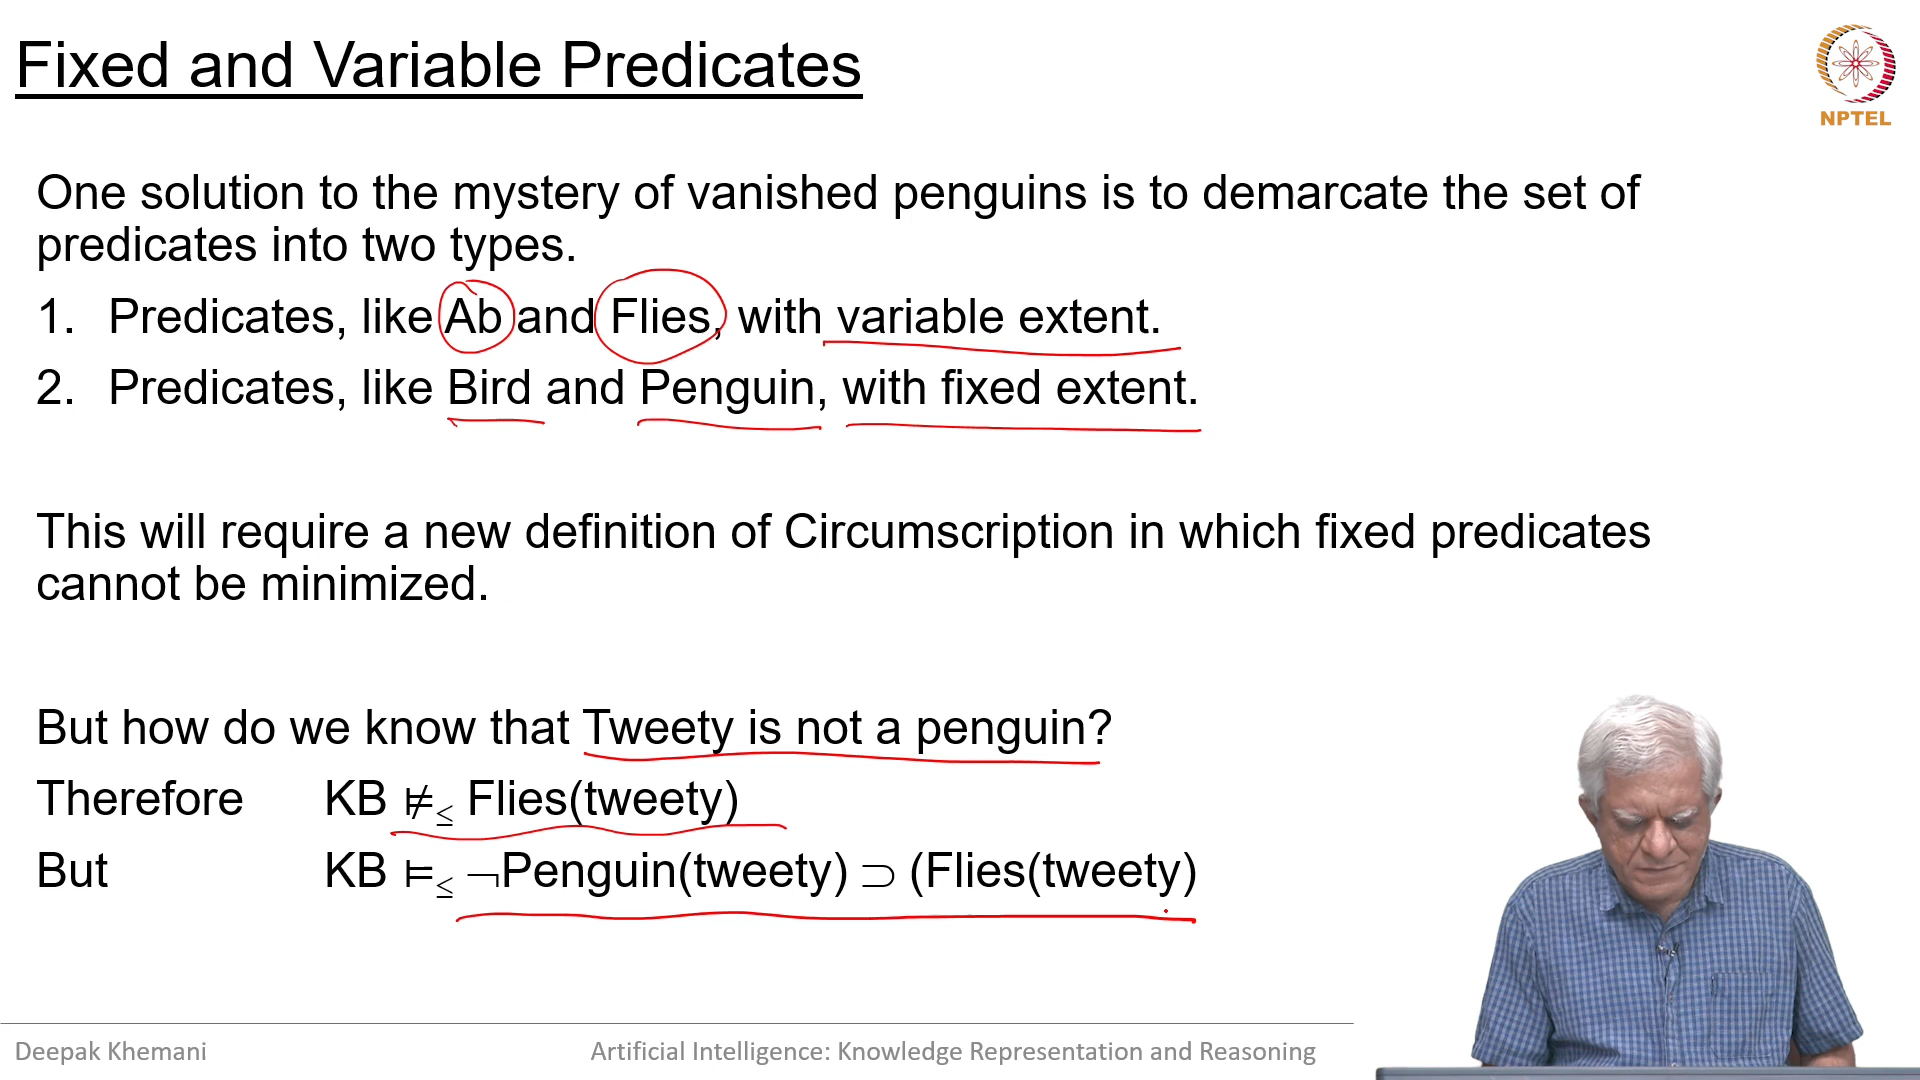 Fixed and Variable Predicates
NPTEL
One solution to the mystery of vanished penguins is to demarcate the set of
predicates into two types.
1. Predicates, like Ab and Flies, with variable extent.
2. Predicates, like Bird and Penguin, with fixed extent.
This will require a new definition of Circumscription in which fixed predicates
cannot be minimized.
But how do we know that Tweety is not a penguin?
Therefore KB ⊭≤ Flies(tweety)
But KB ⊨≤ ¬Penguin(tweety) ⊃ (Flies(tweety)
Deepak Khemani Artificial Intelligence: Knowledge Representation and Reasoning